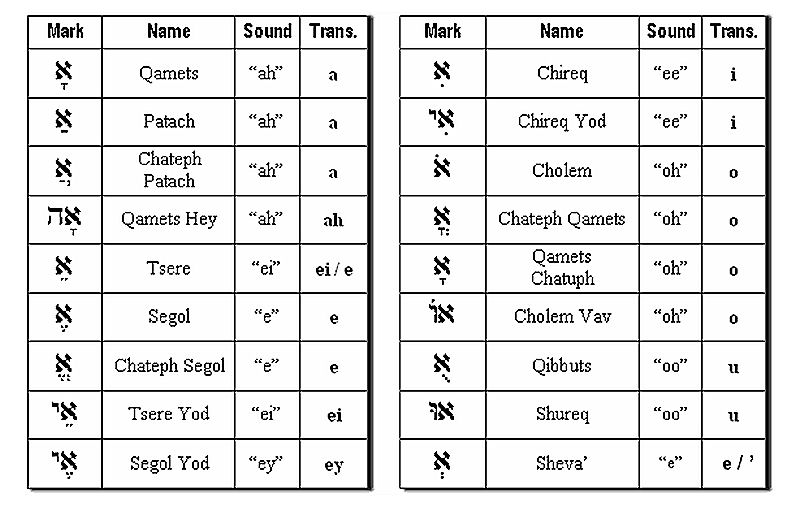 Mark Name Sound Trans.
אָ Qamets “ah” a
אַ Patach “ah” a
אֲ Chateph
Patach “ah” a
אָה Qamets Hey “ah” ah
אֵ Tsere “ei” ei / e
אֶ Segol “e” e
אֱ Chateph Segol “e” e
אֵי Tsere Yod “ei” ei
אֶי Segol Yod “ey” ey
Mark Name Sound Trans.
אִ Chireq “ee” i
אִי Chireq Yod “ee” i
אֹ Cholem “oh” o
אֳ Chateph Qamets “oh” o
אָ Qamets
Chatuph “oh” o
אוֹ Cholem Vav “oh” o
אֻ Qibbuts “oo” u
אוּ Shureq “oo” u
אְ Sheva’ “e” e / ’